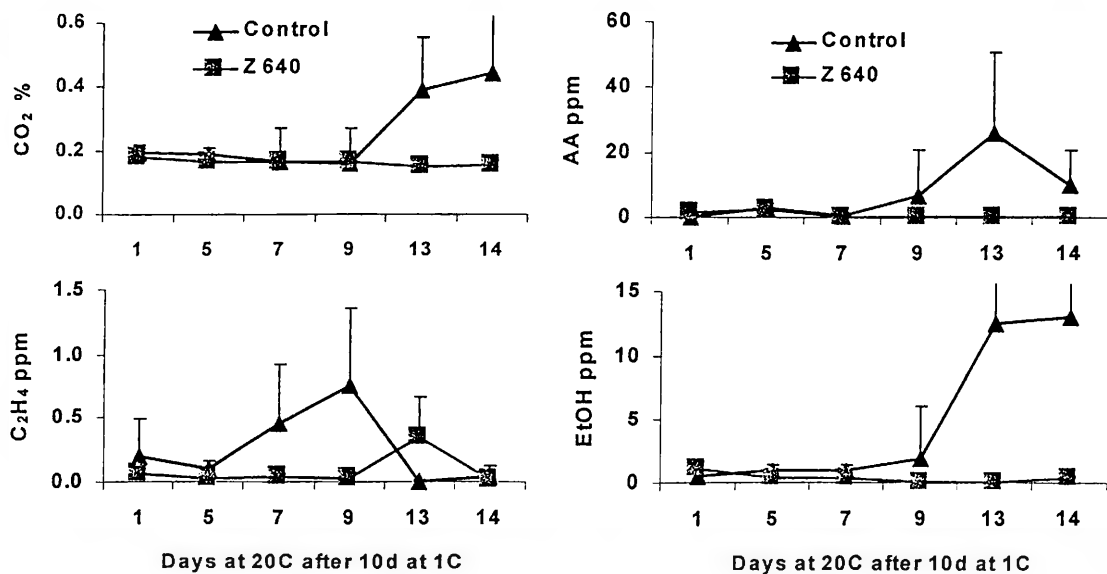 0.6
0.4
0.2
0.0
CO₂ %
Control
Z 640
1 5 7 9 13 14
60
40
20
0
AA ppm
Control
Z 640
1 5 7 9 13 14
1.5
1.0
0.5
0.0
C₂H₄ ppm
1 5 7 9 13 14
Days at 20C after 10d at 1C
15
10
5
0
EtOH ppm
1 5 7 9 13 14
Days at 20C after 10d at 1C